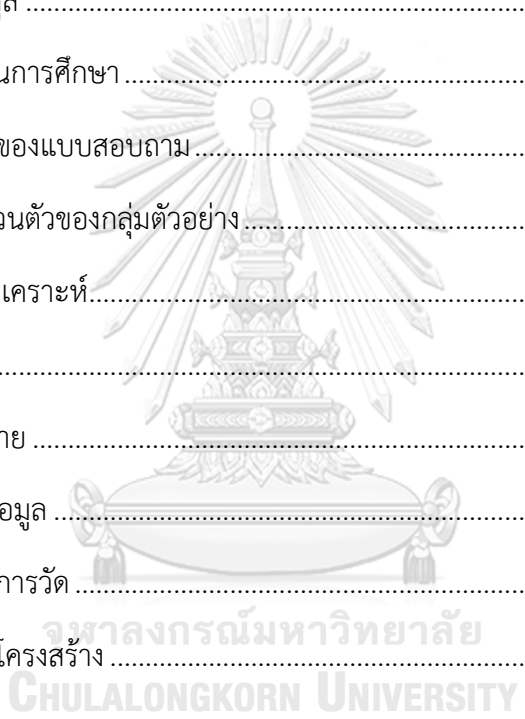 นการศึกษา ................................................................
ของแบบสอบถาม ................................................................
วนตัวของกลุ่มตัวอย่าง ................................................................
เคราะห์................................................................
................................................................
าย ................................................................
อมูล ................................................................
การวัด ................................................................
จุฬาลงกรณ์มหาวิทยาลัย
โครงสร้าง ................................................................
CHULALONGKORN UNIVERSITY